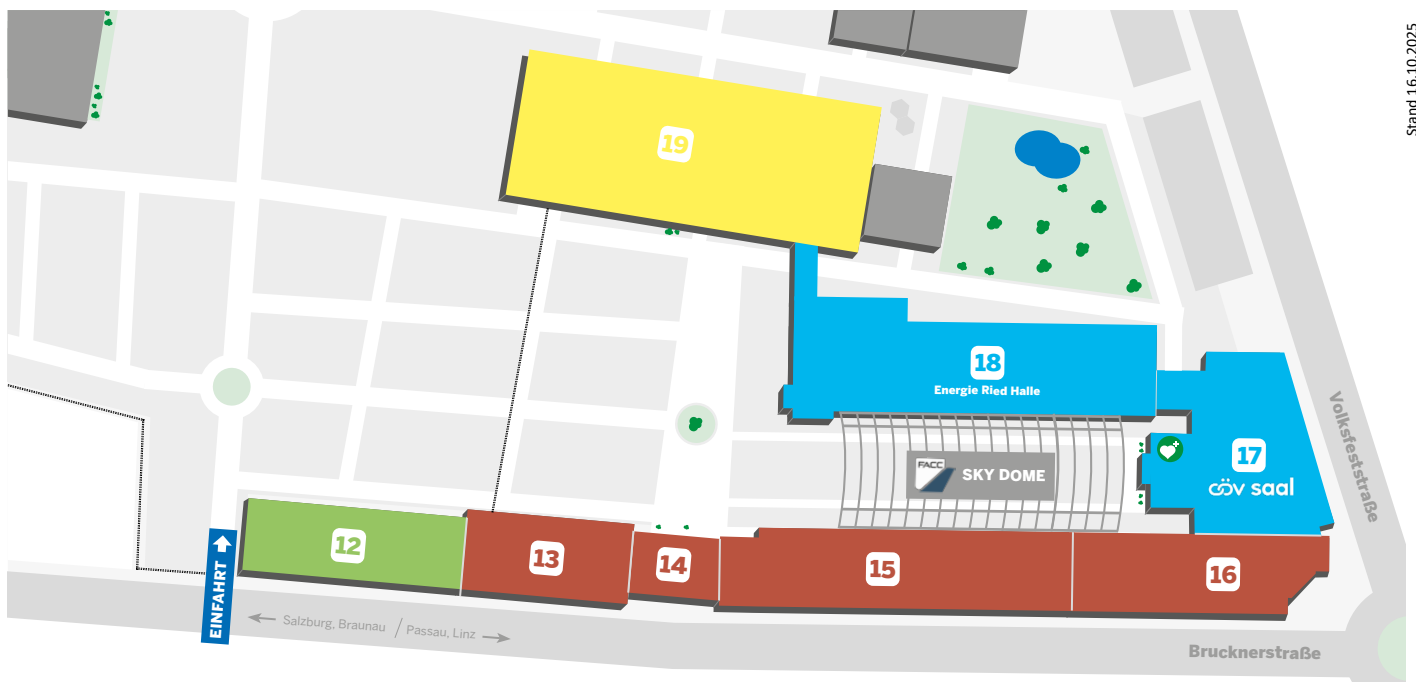 Stand 16.10.2025
19
18
Energie Ried Halle
17
cöv saal
FACC
SKY DOME
12
13
14
15
16
EINFAHRT
Salzburg, Braunau / Passau, Linz
Volksfeststraße
Brucknerstraße